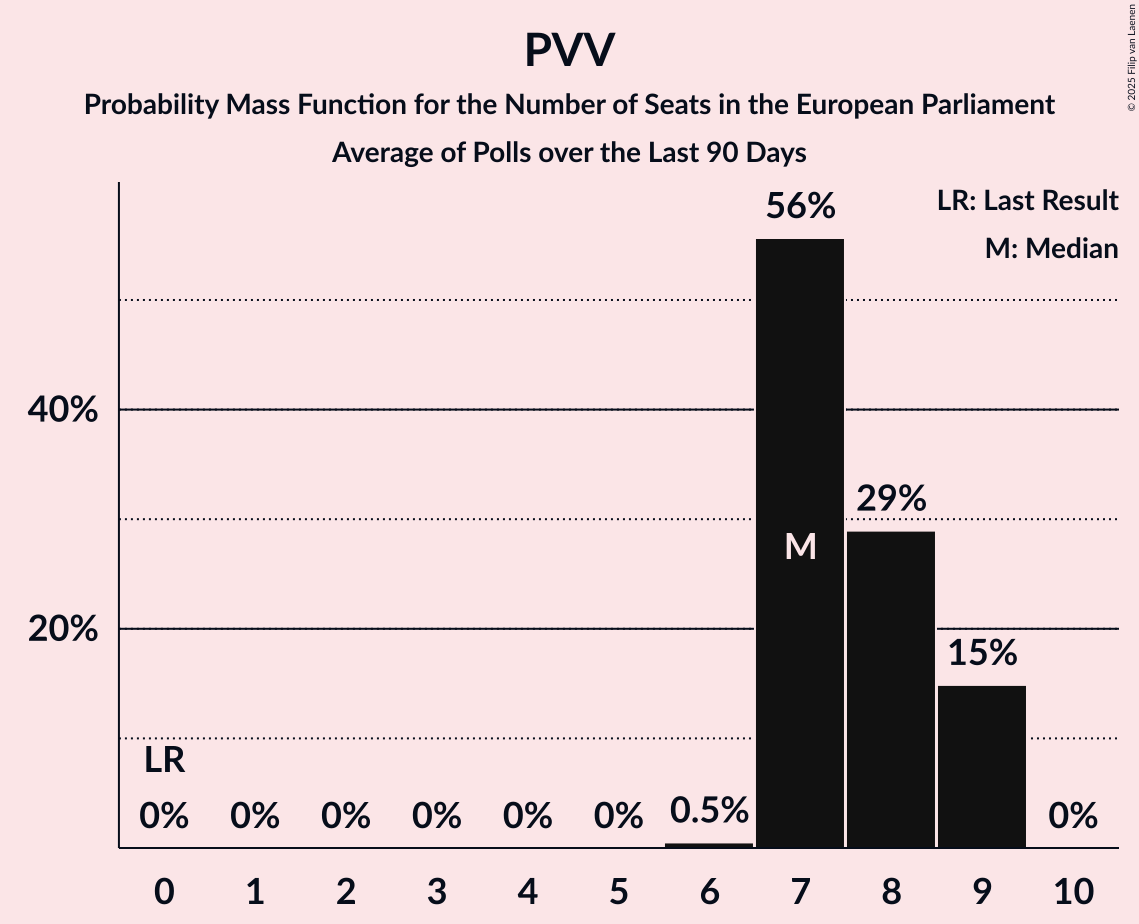 PVV
Probability Mass Function for the Number of Seats in the European Parliament
Average of Polls over the Last 90 Days
© 2025 Filip van Laenen
LR: Last Result
M: Median
56%
40%
29%
M
20%
15%
LR
0% 0% 0% 0% 0% 0% 0.5% 0%
0 1 2 3 4 5 6 7 8 9 10